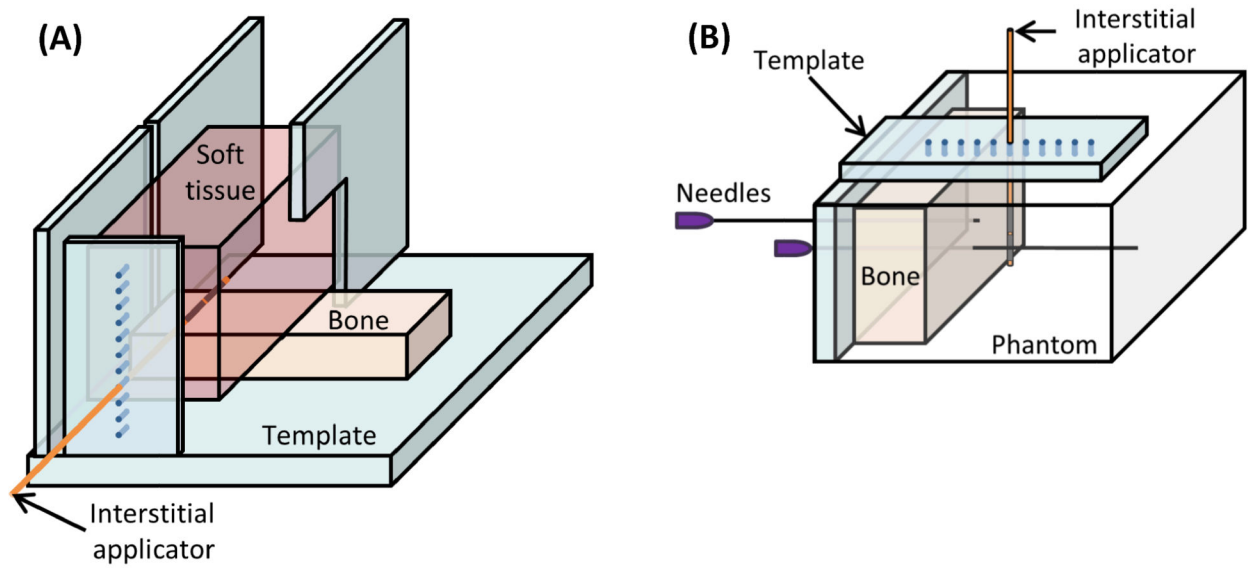 (A)
Soft
tissue
Bone
Template
Interstitial
applicator
(B)
Interstitial
applicator
Template
Needles
Bone
Phantom